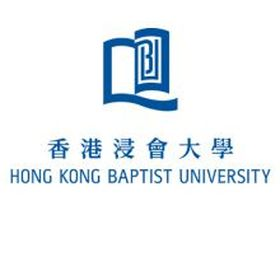 香港浸會大學
HONG KONG BAPTIST UNIVERSITY